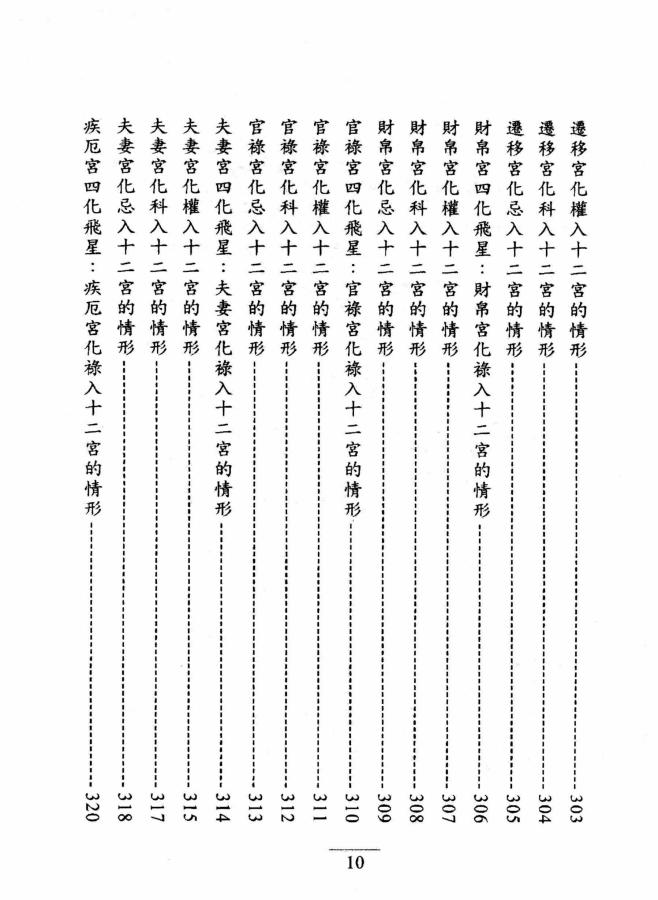 遷移宮化權入十二宮的情形 303
遷移宮化科入十二宮的情形 304
遷移宮化忌入十二宮的情形 305
財帛宮四化飛星：財帛宮化祿入十二宮的情形 306
財帛宮化權入十二宮的情形 307
財帛宮化科入十二宮的情形 308
財帛宮化忌入十二宮的情形 309
官祿宮四化飛星：官祿宮化祿入十二宮的情形 310
官祿宮化權入十二宮的情形 311
官祿宮化科入十二宮的情形 312
官祿宮化忌入十二宮的情形 313
夫妻宮四化飛星：夫妻宮化祿入十二宮的情形 314
夫妻宮化權入十二宮的情形 315
夫妻宮化科入十二宮的情形 317
夫妻宮化忌入十二宮的情形 318
疾厄宮四化飛星：疾厄宮化祿入十二宮的情形 320
10